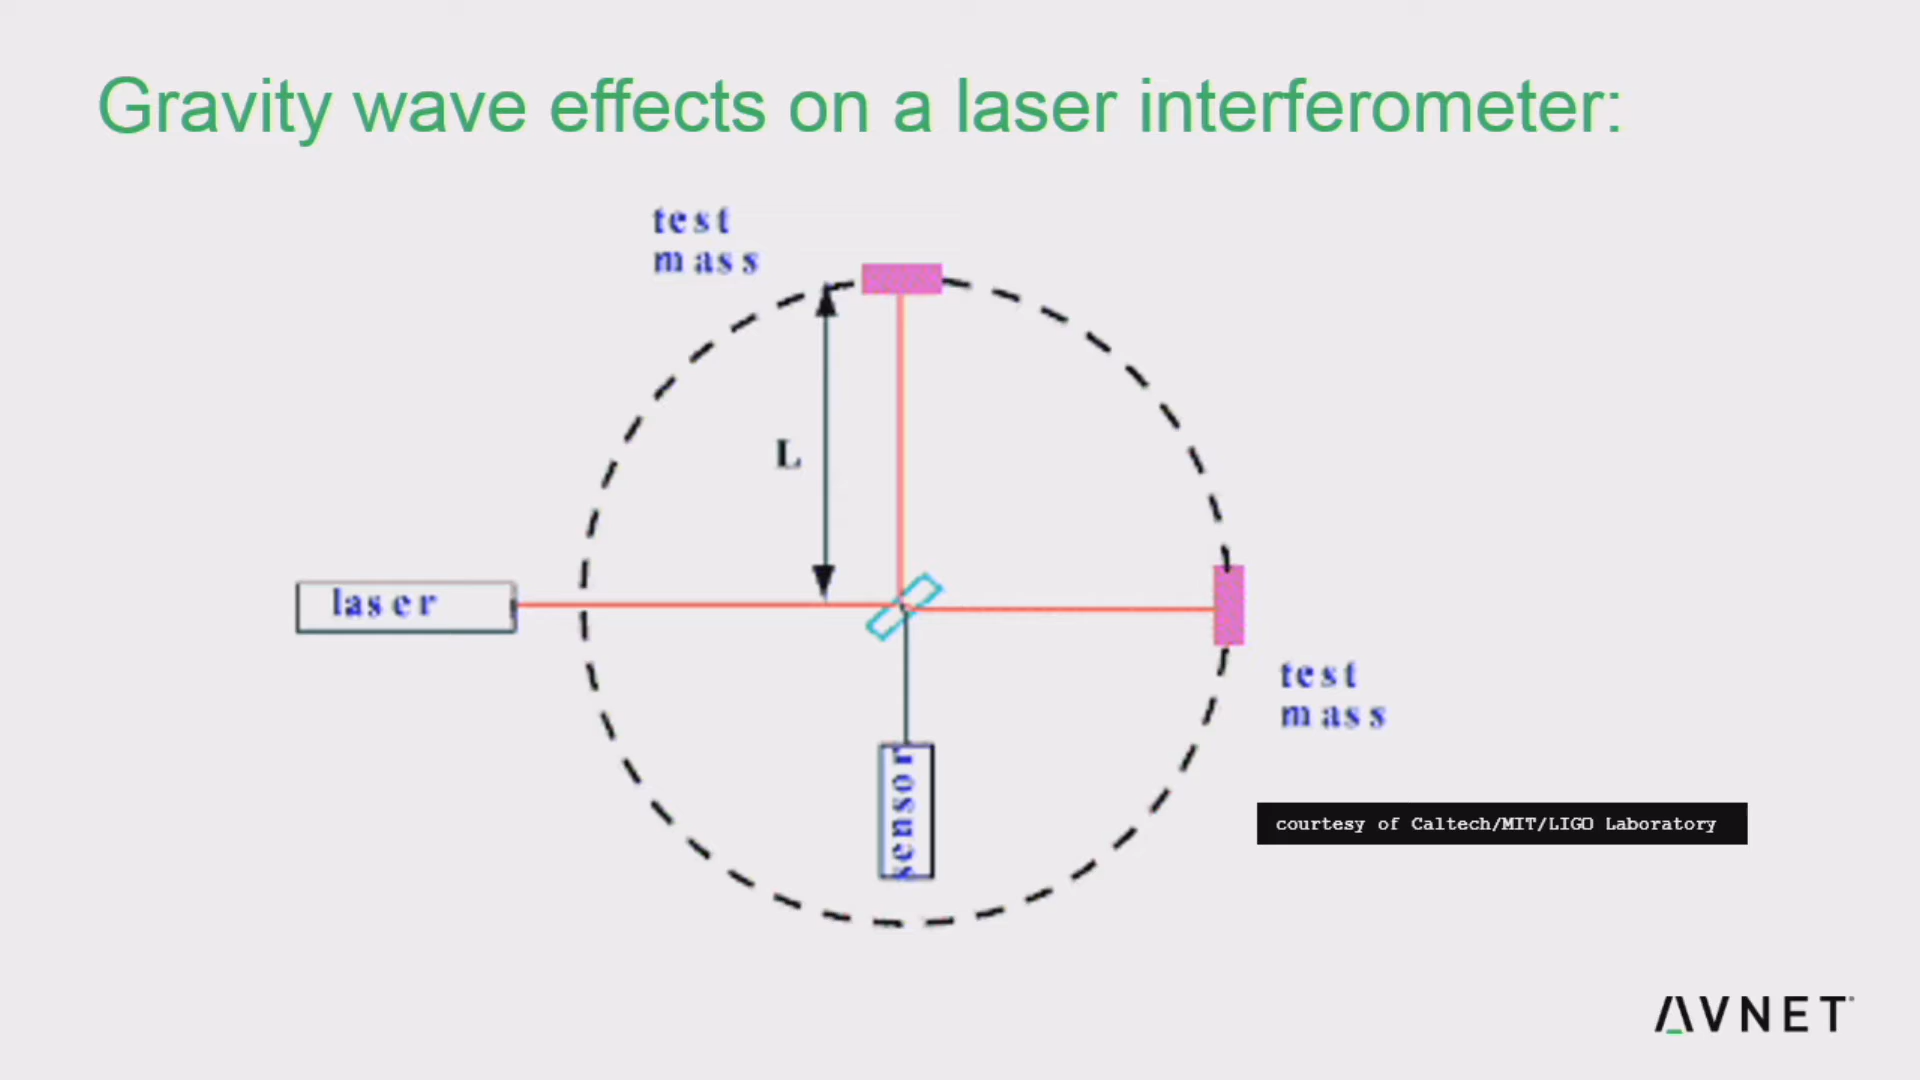 Gravity wave effects on a laser interferometer:
test
mass
L
laser
test
mass
sensor
courtesy of Caltech/MIT/LIGO Laboratory
AVNET